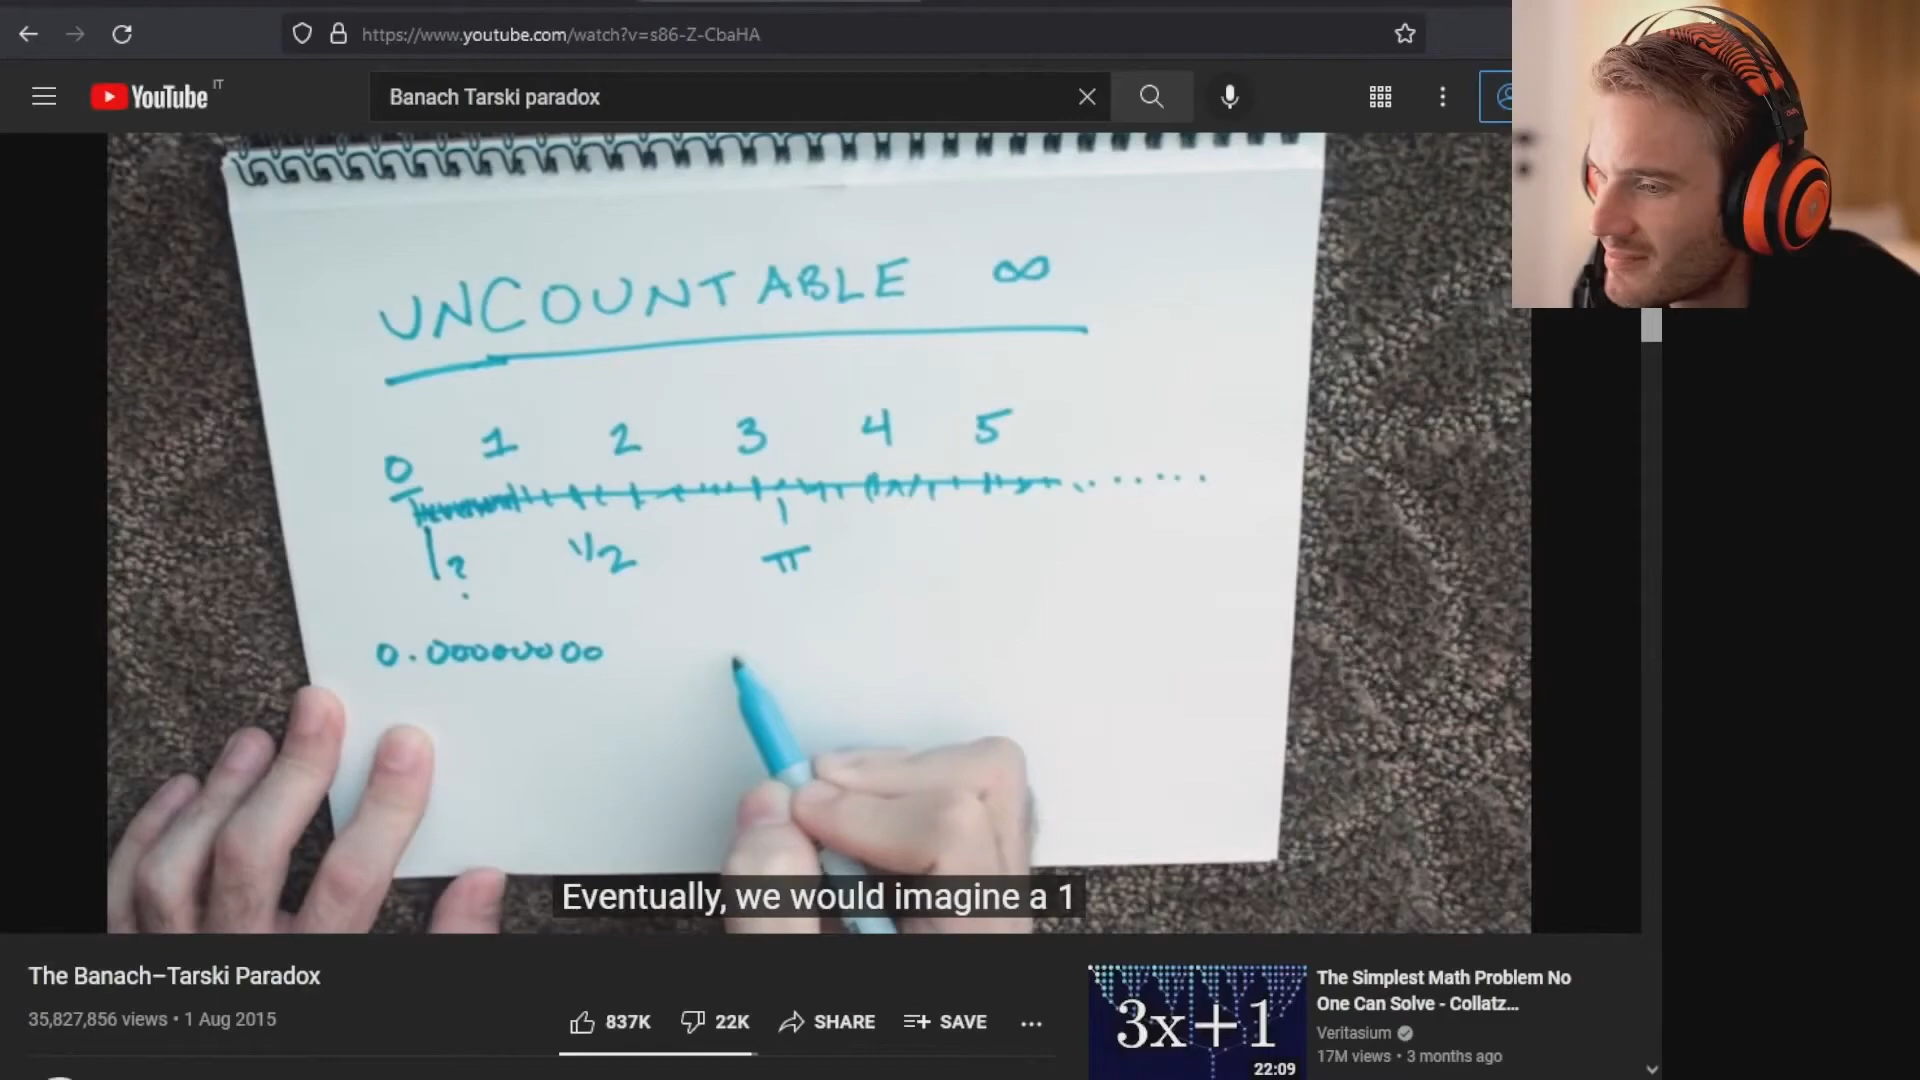 https://www.youtube.com/watch?v=s86-Z-CbaHA
YouTube IT
Banach Tarski paradox
UNCOUNTABLE ∞
0 1 2 3 4 5
? 1/2 π
0.00000000
Eventually, we would imagine a 1
The Banach–Tarski Paradox
35,827,856 views • 1 Aug 2015
837K 22K SHARE SAVE
3x+1
22:09
The Simplest Math Problem No
One Can Solve - Collatz...
Veritasium
17M views • 3 months ago